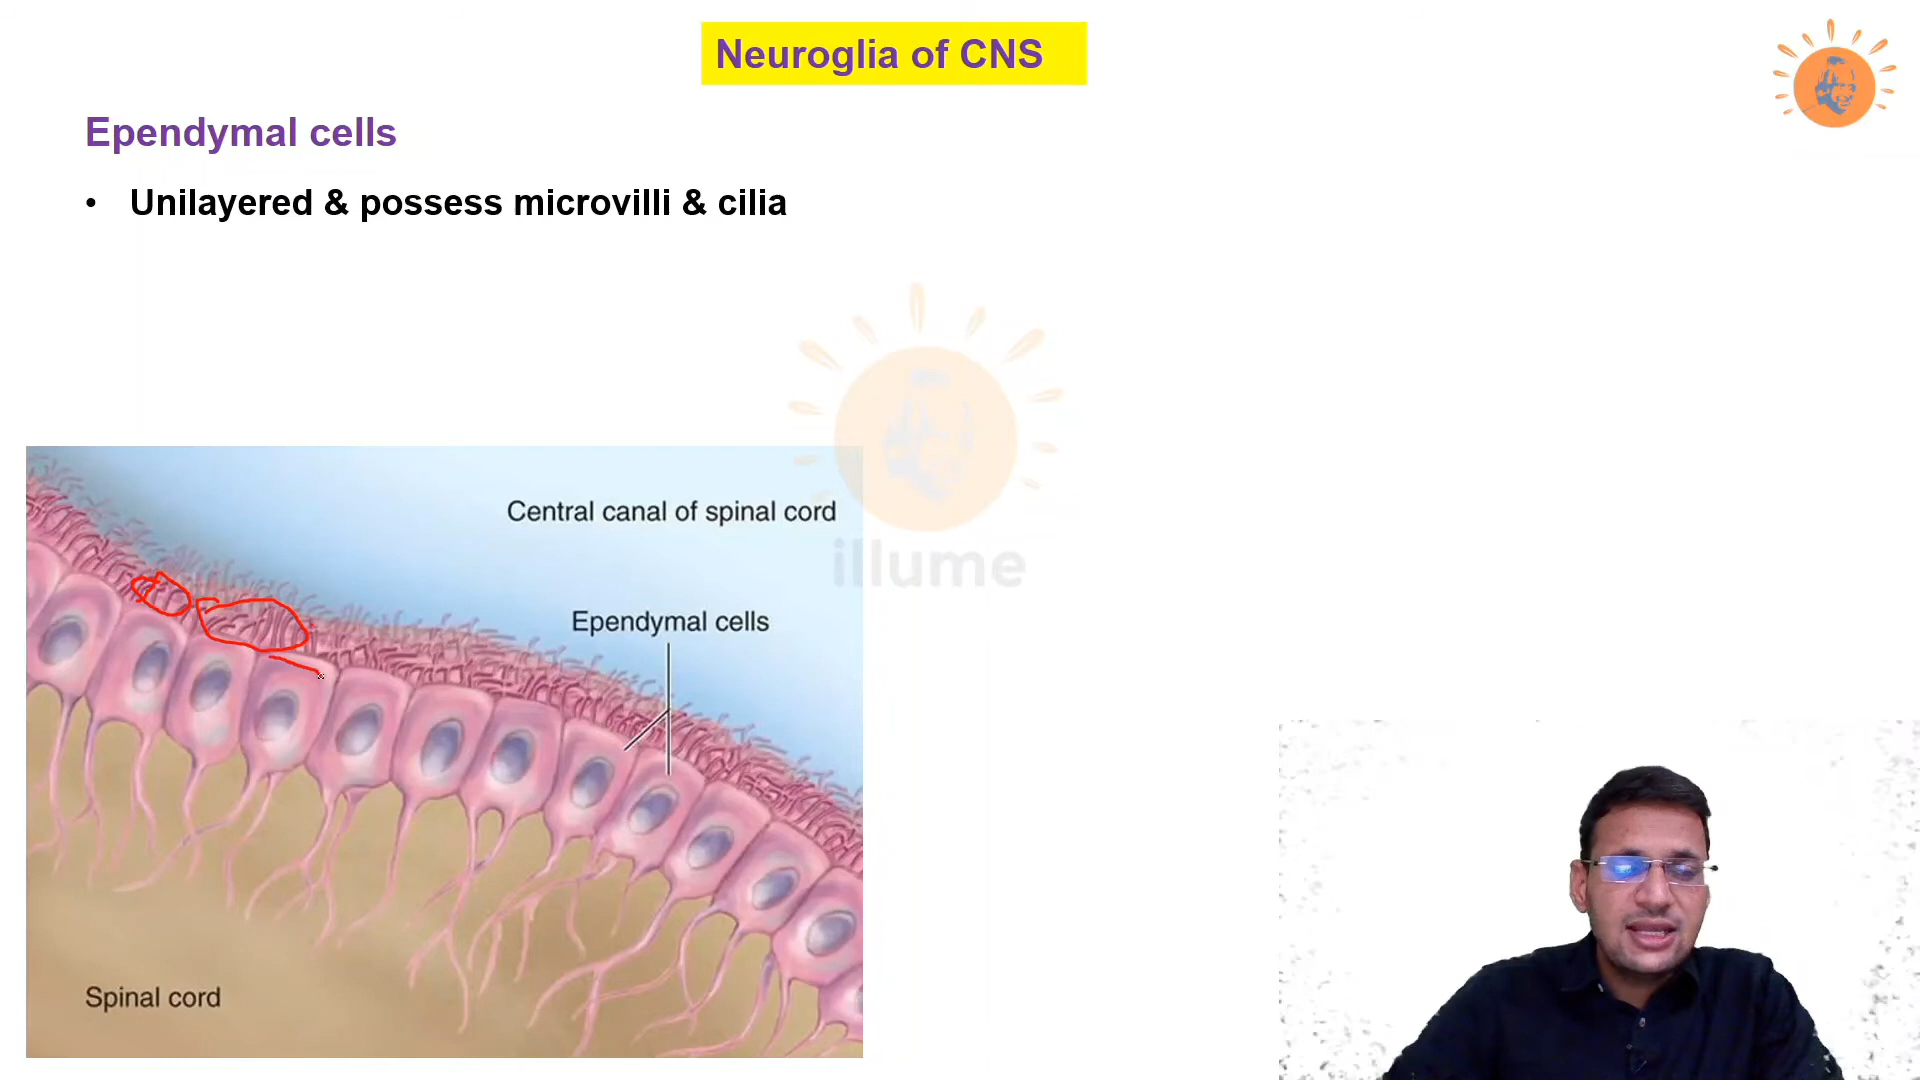 Neuroglia of CNS
Ependymal cells
• Unilayered & possess microvilli & cilia
Central canal of spinal cord
illume
Ependymal cells
Spinal cord